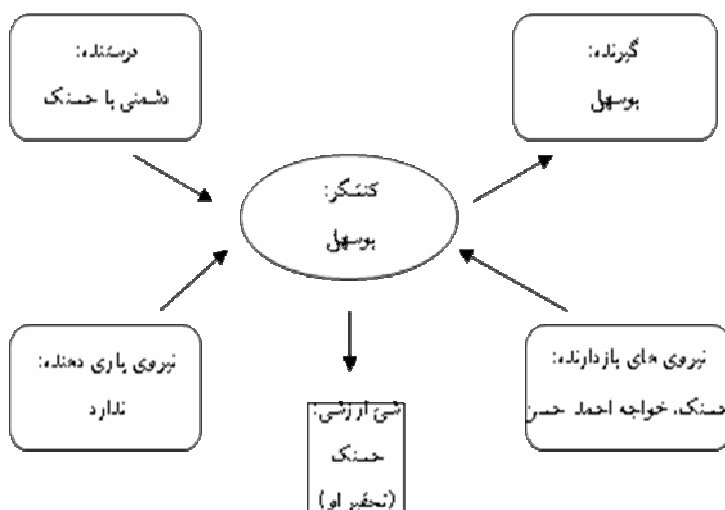 گیرنده:
بوسهل
درستنده:
دشمنی با حسنک
کنشگر:
بوسهل
نیروی های بازدارنده:
حسنک، خواجه احمد حسن
نیروی یاری دهنده:
ندارد
شیء ارزشی:
حسنک
(تحقیر او)